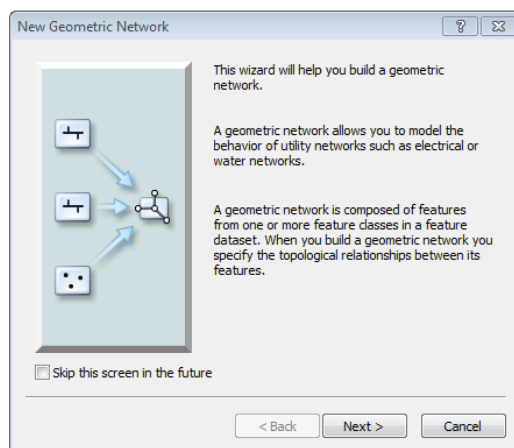 New Geometric Network
This wizard will help you build a geometric
network.
A geometric network allows you to model the
behavior of utility networks such as electrical or
water networks.
A geometric network is composed of features
from one or more feature classes in a feature
dataset. When you build a geometric network you
specify the topological relationships between its
features.
Skip this screen in the future
< Back Next > Cancel